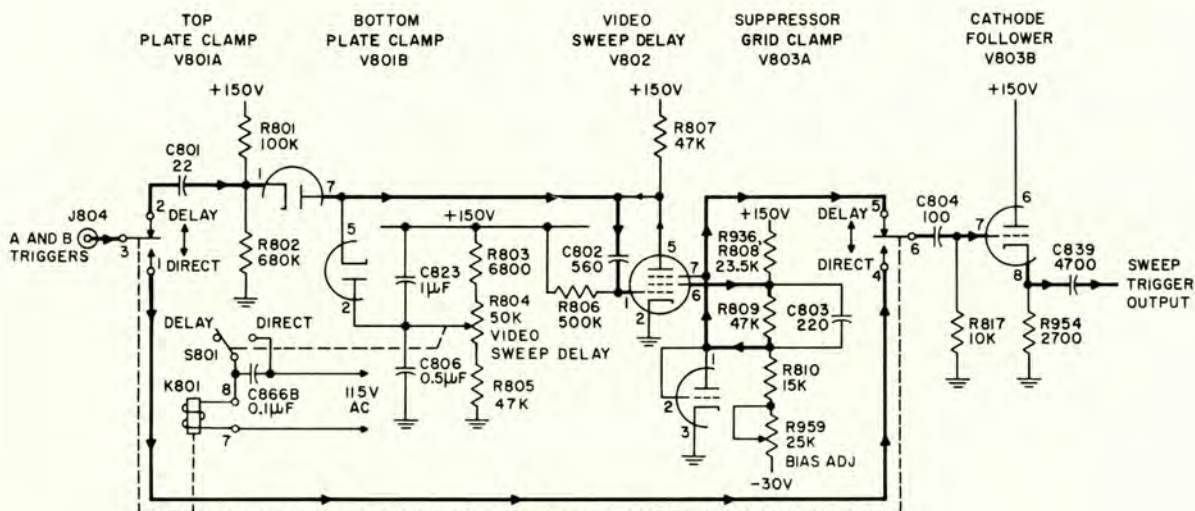 TOP
PLATE CLAMP
V801A
BOTTOM
PLATE CLAMP
V801B
VIDEO
SWEEP DELAY
V802
SUPPRESSOR
GRID CLAMP
V803A
CATHODE
FOLLOWER
V803B
+150V
R801
100K
C801
22
1
7
2
J804
A AND B
TRIGGERS
3
DELAY
DIRECT
1
R802
680K
5
2
+150V
C823
1µF
R803
6800
R804
50K
VIDEO
SWEEP DELAY
C806
0.5µF
R805
47K
DELAY
DIRECT
S801
K801
8
C866B
0.1µF
115V
AC
7
+150V
R807
47K
C802
560
R806
500K
1
5
7
6
2
+150V
R936,
R808
23.5K
R809
47K
C803
220
1
2
3
R810
15K
R959
25K
BIAS ADJ
-30V
5
DELAY
DIRECT
4
6
C804
100
+150V
6
7
8
C839
4700
SWEEP
TRIGGER
OUTPUT
R817
10K
R954
2700